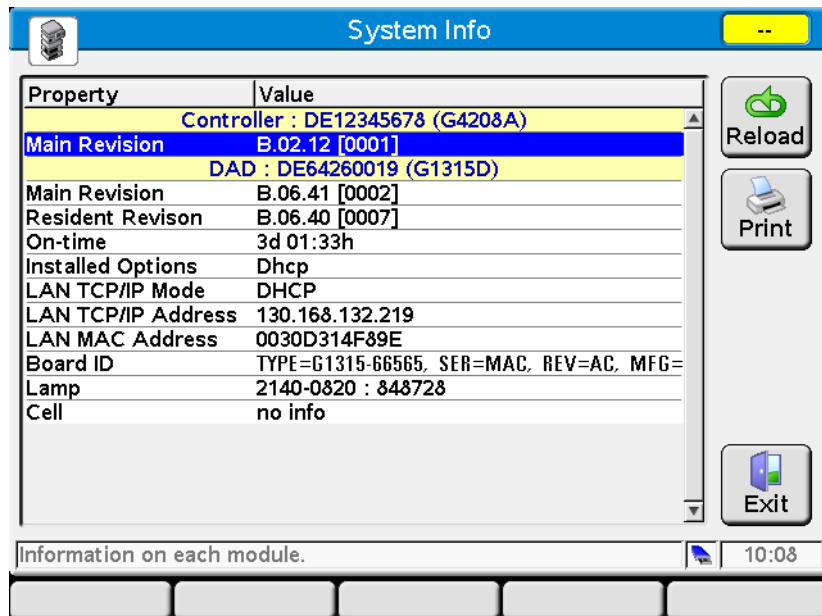 System Info
--
Property Value
Controller : DE12345678 (G4208A)
Main Revision B.02.12 [0001]
DAD : DE64260019 (G1315D)
Main Revision B.06.41 [0002]
Resident Revison B.06.40 [0007]
On-time 3d 01:33h
Installed Options Dhcp
LAN TCP/IP Mode DHCP
LAN TCP/IP Address 130.168.132.219
LAN MAC Address 0030D314F89E
Board ID TYPE=G1315-66565, SER=MAC, REV=AC, MFG=
Lamp 2140-0820 : 848728
Cell no info
Reload
Print
Exit
Information on each module.
10:08